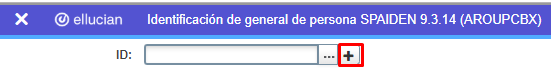 ellucian Identificación de general de persona SPAIDEN 9.3.14 (AROUPCBX)
ID: ...